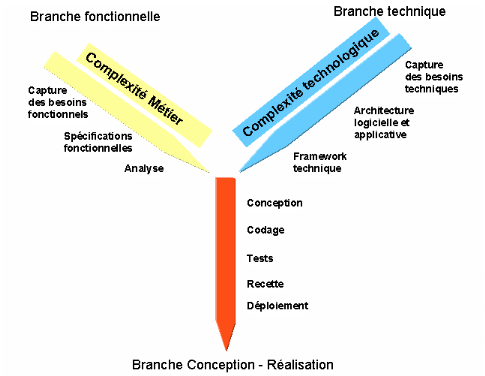 Branche fonctionnelle
Branche technique
Complexité Métier
Complexité technologique
Capture
des besoins
fonctionnels
Spécifications
fonctionnelles
Analyse
Capture
des besoins
techniques
Architecture
logicielle et
applicative
Framework
technique
Conception
Codage
Tests
Recette
Déploiement
Branche Conception - Réalisation